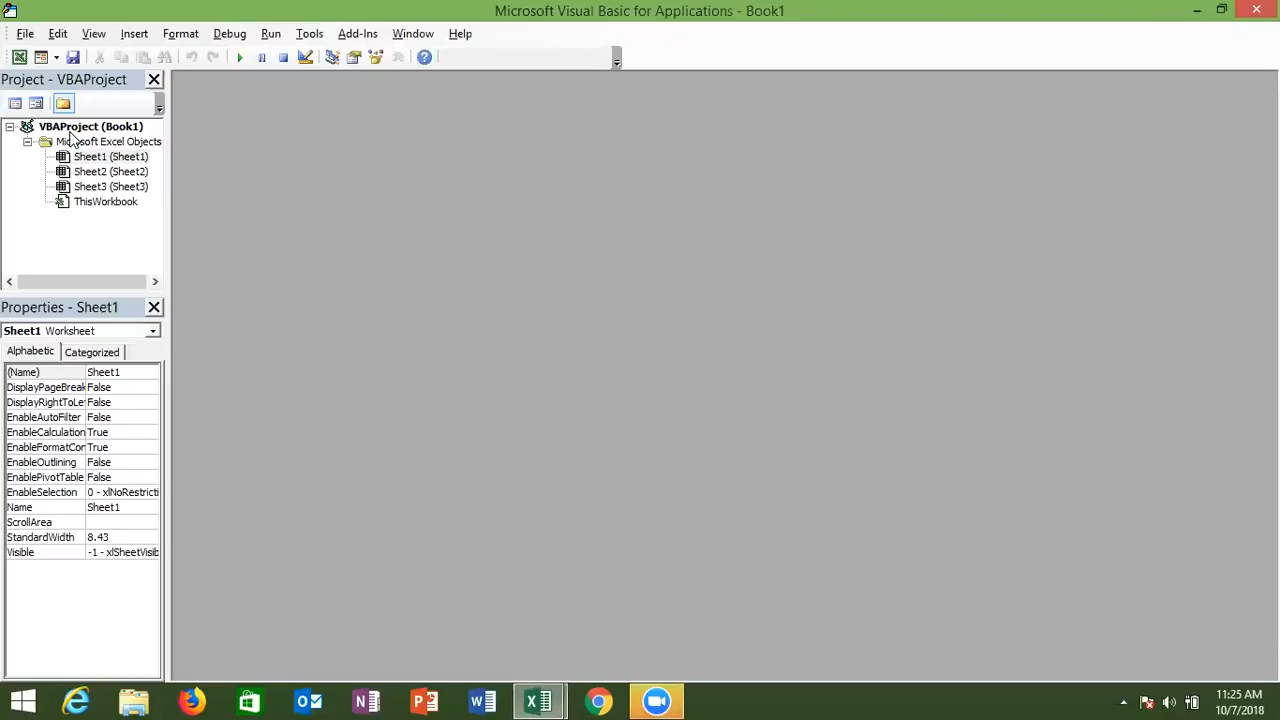 Microsoft Visual Basic for Applications - Book1
File Edit View Insert Format Debug Run Tools Add-Ins Window Help
Project - VBAProject
VBAProject (Book1)
Microsoft Excel Objects
Sheet1 (Sheet1)
Sheet2 (Sheet2)
Sheet3 (Sheet3)
ThisWorkbook
Properties - Sheet1
Sheet1 Worksheet
Alphabetic Categorized
(Name) Sheet1
DisplayPageBreak False
DisplayRightToLe False
EnableAutoFilter False
EnableCalculation True
EnableFormatCor True
EnableOutlining False
EnablePivotTable False
EnableSelection 0 - xlNoRestricti
Name Sheet1
ScrollArea
StandardWidth 8.43
Visible -1 - xlSheetVisib
11:25 AM
10/7/2018